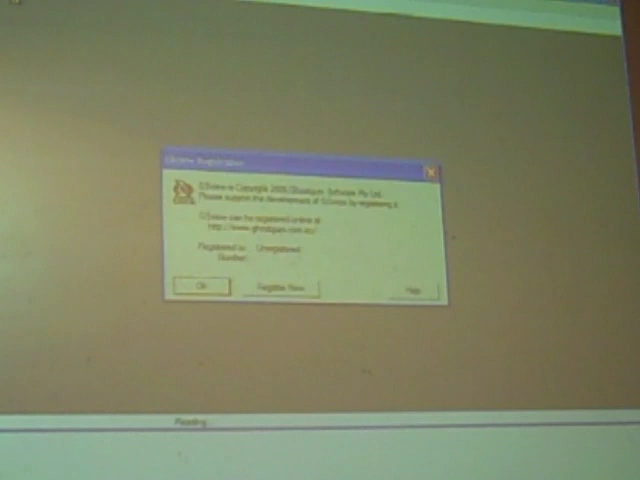 GSview Registration
GSview is Copyright 2005, Ghostgum Software Pty Ltd.
Please support the development of GSview by registering it.
GSview can be registered online at
http://www.ghostgum.com.au/
Registered to: Unregistered
Number:
Ok
Register Now
Help
Reading...